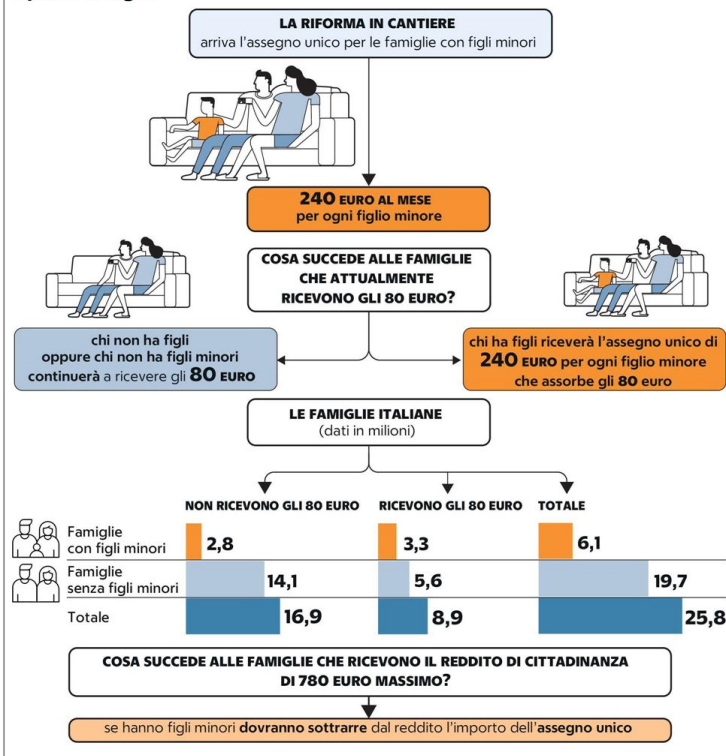 LA RIFORMA IN CANTIERE
arriva l'assegno unico per le famiglie con figli minori
240 EURO AL MESE
per ogni figlio minore
COSA SUCCEDE ALLE FAMIGLIE
CHE ATTUALMENTE
RICEVONO GLI 80 EURO?
chi non ha figli
oppure chi non ha figli minori
continuerà a ricevere gli 80 EURO
chi ha figli riceverà l'assegno unico di
240 EURO per ogni figlio minore
che assorbe gli 80 euro
LE FAMIGLIE ITALIANE
(dati in milioni)
NON RICEVONO GLI 80 EURO RICEVONO GLI 80 EURO TOTALE
Famiglie
con figli minori 2,8 3,3 6,1
Famiglie
senza figli minori 14,1 5,6 19,7
Totale 16,9 8,9 25,8
COSA SUCCEDE ALLE FAMIGLIE CHE RICEVONO IL REDDITO DI CITTADINANZA
DI 780 EURO MASSIMO?
se hanno figli minori dovranno sottrarre dal reddito l'importo dell'assegno unico